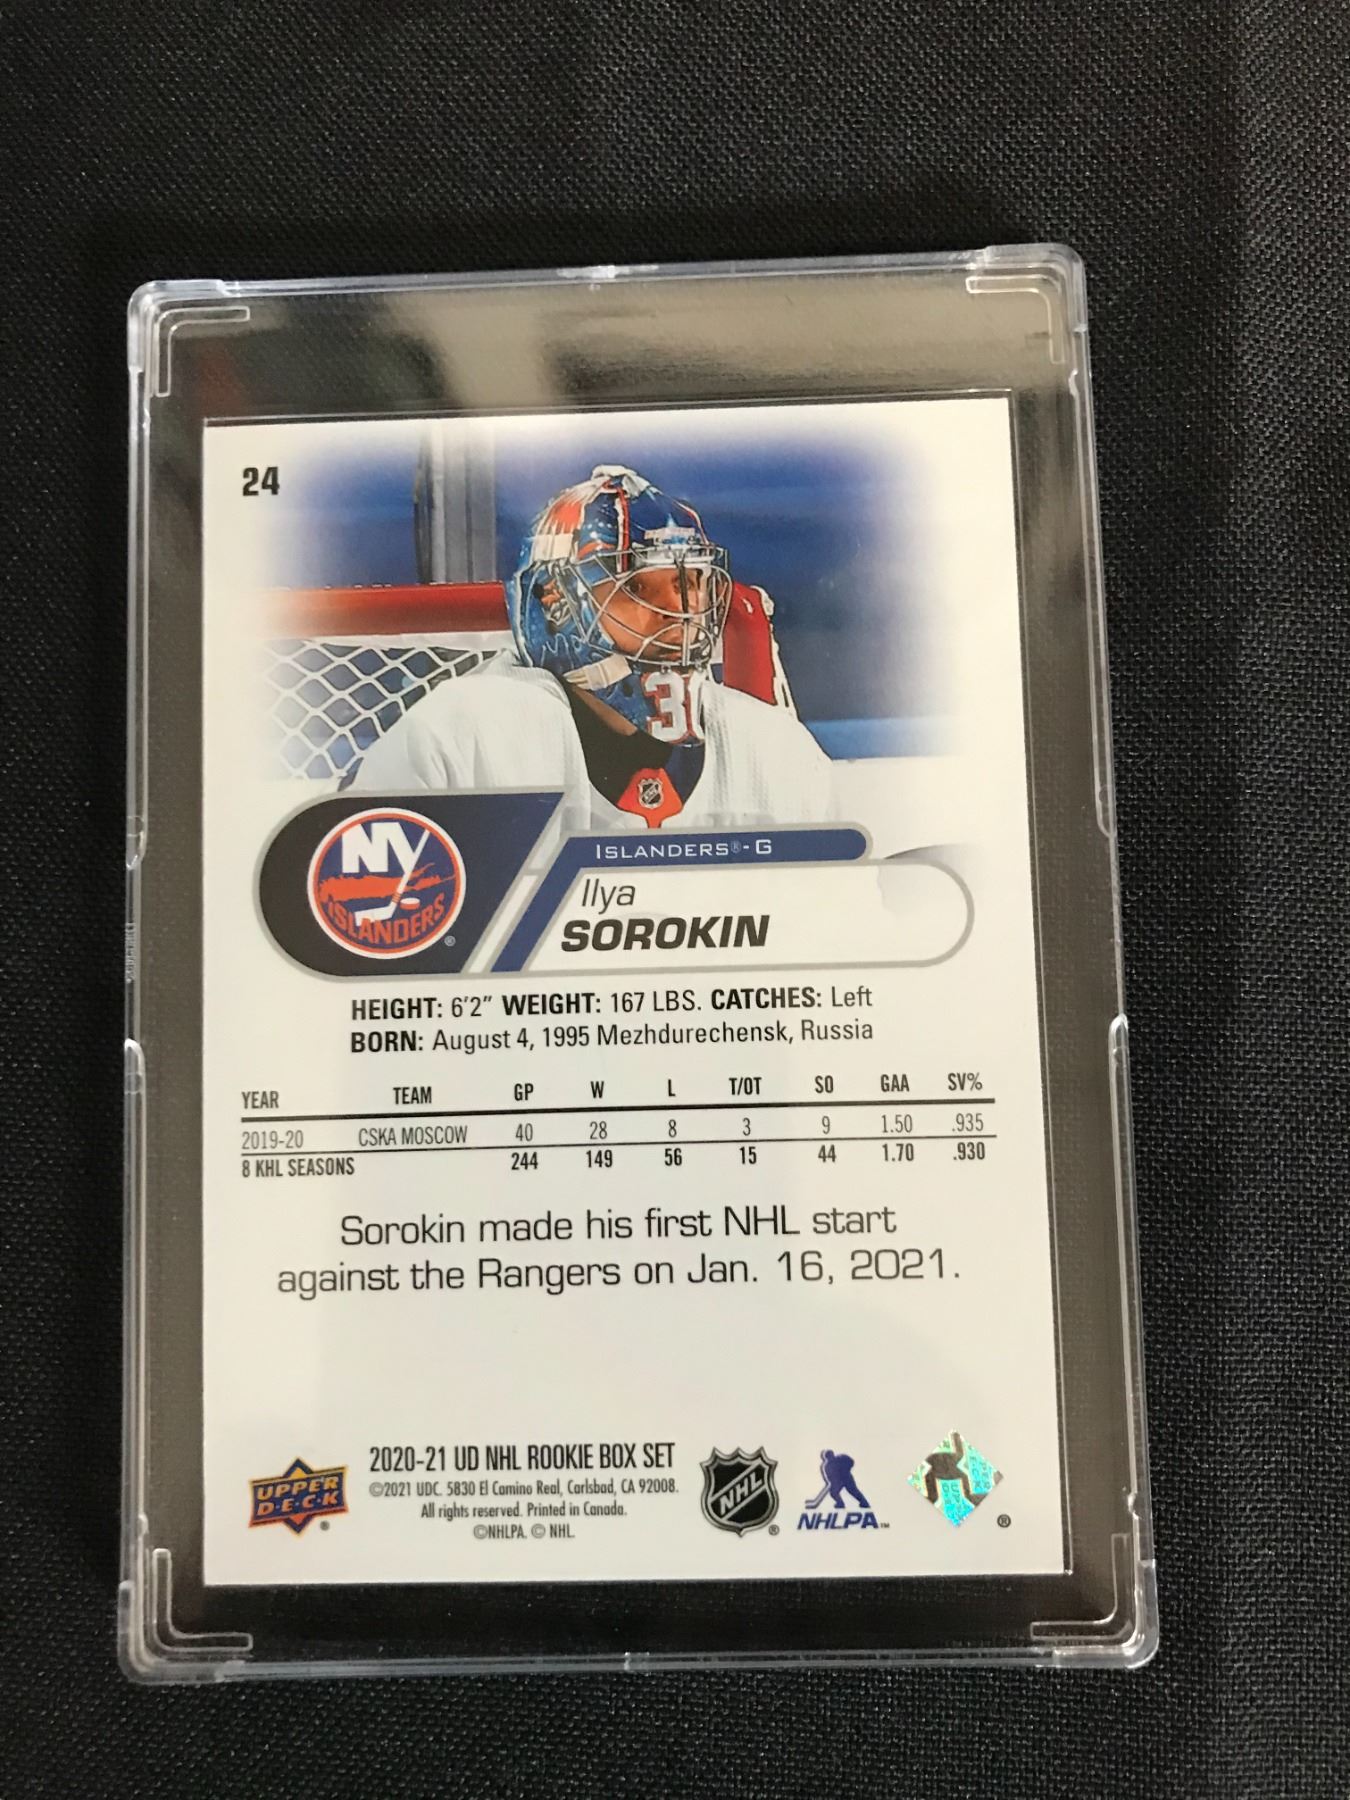 24
30
NY
ISLANDERS®
ISLANDERS®- G
Ilya
SOROKIN
HEIGHT: 6'2" WEIGHT: 167 LBS. CATCHES: Left
BORN: August 4, 1995 Mezhdurechensk, Russia
YEAR TEAM GP W L T/OT SO GAA SV%
2019-20 CSKA MOSCOW 40 28 8 3 9 1.50 .935
8 KHL SEASONS 244 149 56 15 44 1.70 .930
Sorokin made his first NHL start
against the Rangers on Jan. 16, 2021.
UPPER
D·E·C·K®
2020-21 UD NHL ROOKIE BOX SET
©2021 UDC. 5830 El Camino Real, Carlsbad, CA 92008.
All rights reserved. Printed in Canada.
©NHLPA. © NHL.
NHL®
NHLPA™
®